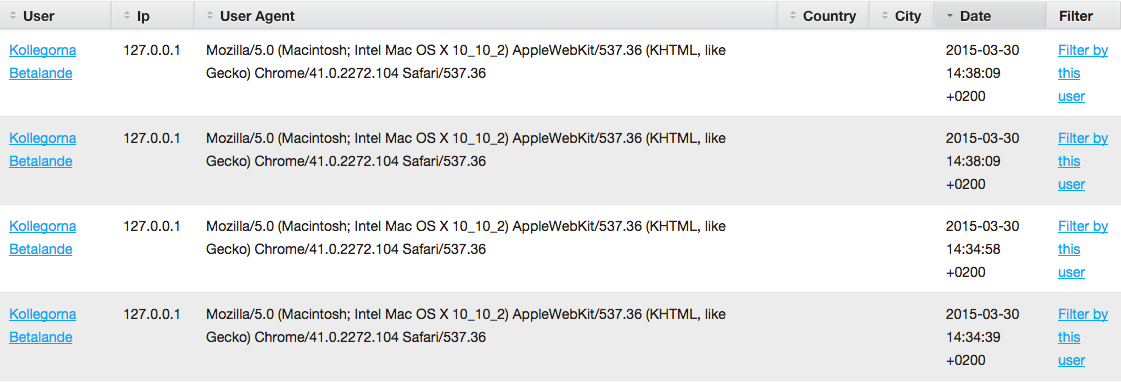 User Ip User Agent Country City Date Filter
Kollegorna 127.0.0.1 Mozilla/5.0 (Macintosh; Intel Mac OS X 10_10_2) AppleWebKit/537.36 (KHTML, like 2015-03-30 Filter by
Betalande Gecko) Chrome/41.0.2272.104 Safari/537.36 14:38:09 this
+0200 user
Kollegorna 127.0.0.1 Mozilla/5.0 (Macintosh; Intel Mac OS X 10_10_2) AppleWebKit/537.36 (KHTML, like 2015-03-30 Filter by
Betalande Gecko) Chrome/41.0.2272.104 Safari/537.36 14:38:09 this
+0200 user
Kollegorna 127.0.0.1 Mozilla/5.0 (Macintosh; Intel Mac OS X 10_10_2) AppleWebKit/537.36 (KHTML, like 2015-03-30 Filter by
Betalande Gecko) Chrome/41.0.2272.104 Safari/537.36 14:34:58 this
+0200 user
Kollegorna 127.0.0.1 Mozilla/5.0 (Macintosh; Intel Mac OS X 10_10_2) AppleWebKit/537.36 (KHTML, like 2015-03-30 Filter by
Betalande Gecko) Chrome/41.0.2272.104 Safari/537.36 14:34:39 this
+0200 user